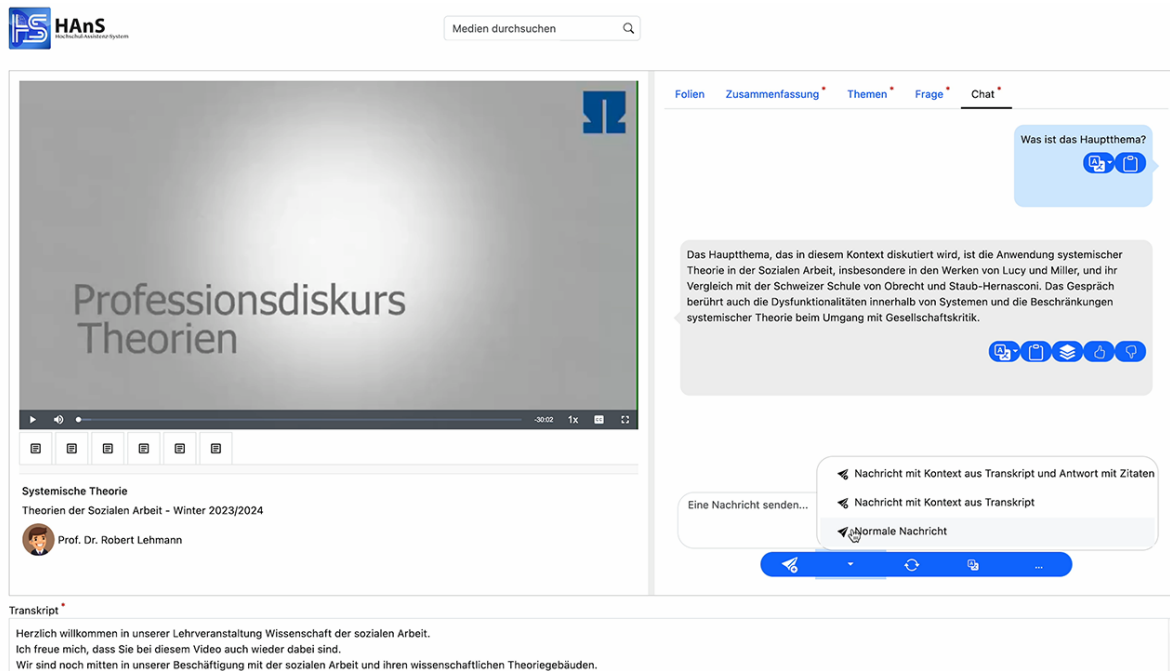 HAnS
Hochschul-Assistenz-System
Medien durchsuchen
Professionsdiskurs
Theorien
-30:02
1x
Systemische Theorie
Theorien der Sozialen Arbeit - Winter 2023/2024
Prof. Dr. Robert Lehmann
Folien Zusammenfassung * Themen * Frage * Chat *
Was ist das Hauptthema?
Das Hauptthema, das in diesem Kontext diskutiert wird, ist die Anwendung systemischer
Theorie in der Sozialen Arbeit, insbesondere in den Werken von Lucy und Miller, und ihr
Vergleich mit der Schweizer Schule von Obrecht und Staub-Hernasconi. Das Gespräch
berührt auch die Dysfunktionalitäten innerhalb von Systemen und die Beschränkungen
systemischer Theorie beim Umgang mit Gesellschaftskritik.
Nachricht mit Kontext aus Transkript und Antwort mit Zitaten
Nachricht mit Kontext aus Transkript
Normale Nachricht
Eine Nachricht senden...
...
Transkript *
Herzlich willkommen in unserer Lehrveranstaltung Wissenschaft der sozialen Arbeit.
Ich freue mich, dass Sie bei diesem Video auch wieder dabei sind.
Wir sind noch mitten in unserer Beschäftigung mit der sozialen Arbeit und ihren wissenschaftlichen Theoriegebäuden.